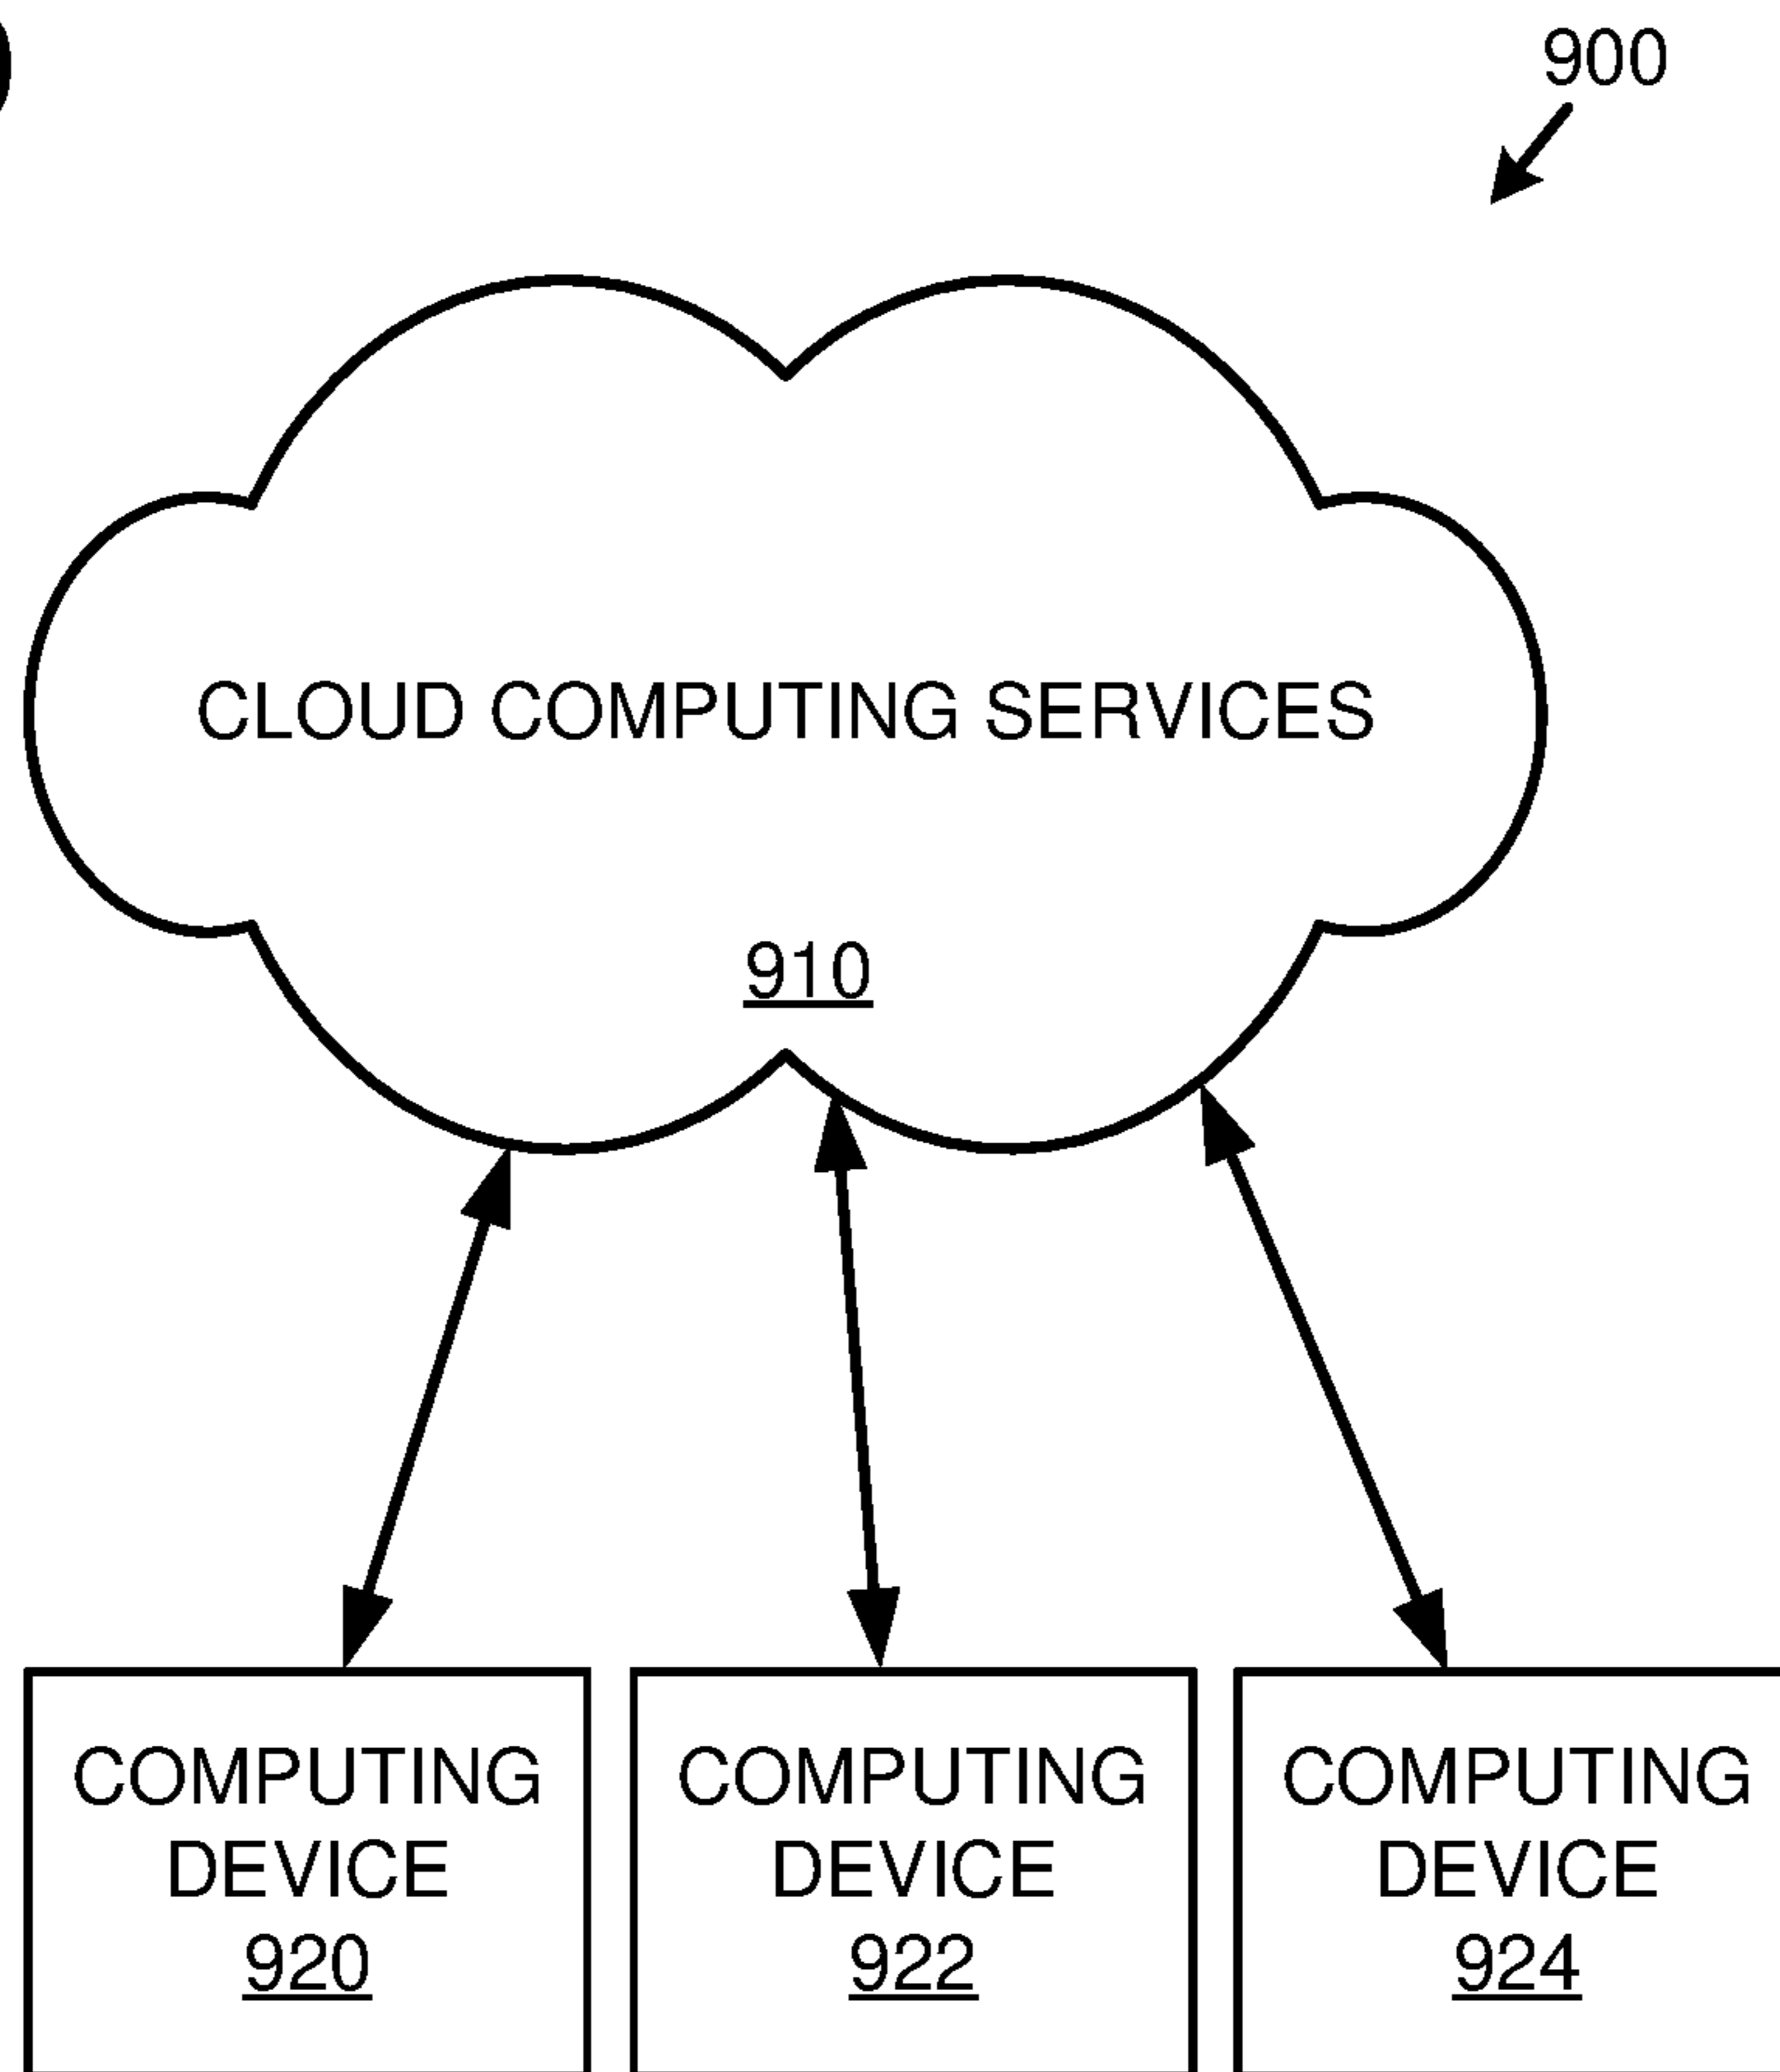 900
CLOUD COMPUTING SERVICES
910
COMPUTING
DEVICE
920
COMPUTING
DEVICE
922
COMPUTING
DEVICE
924